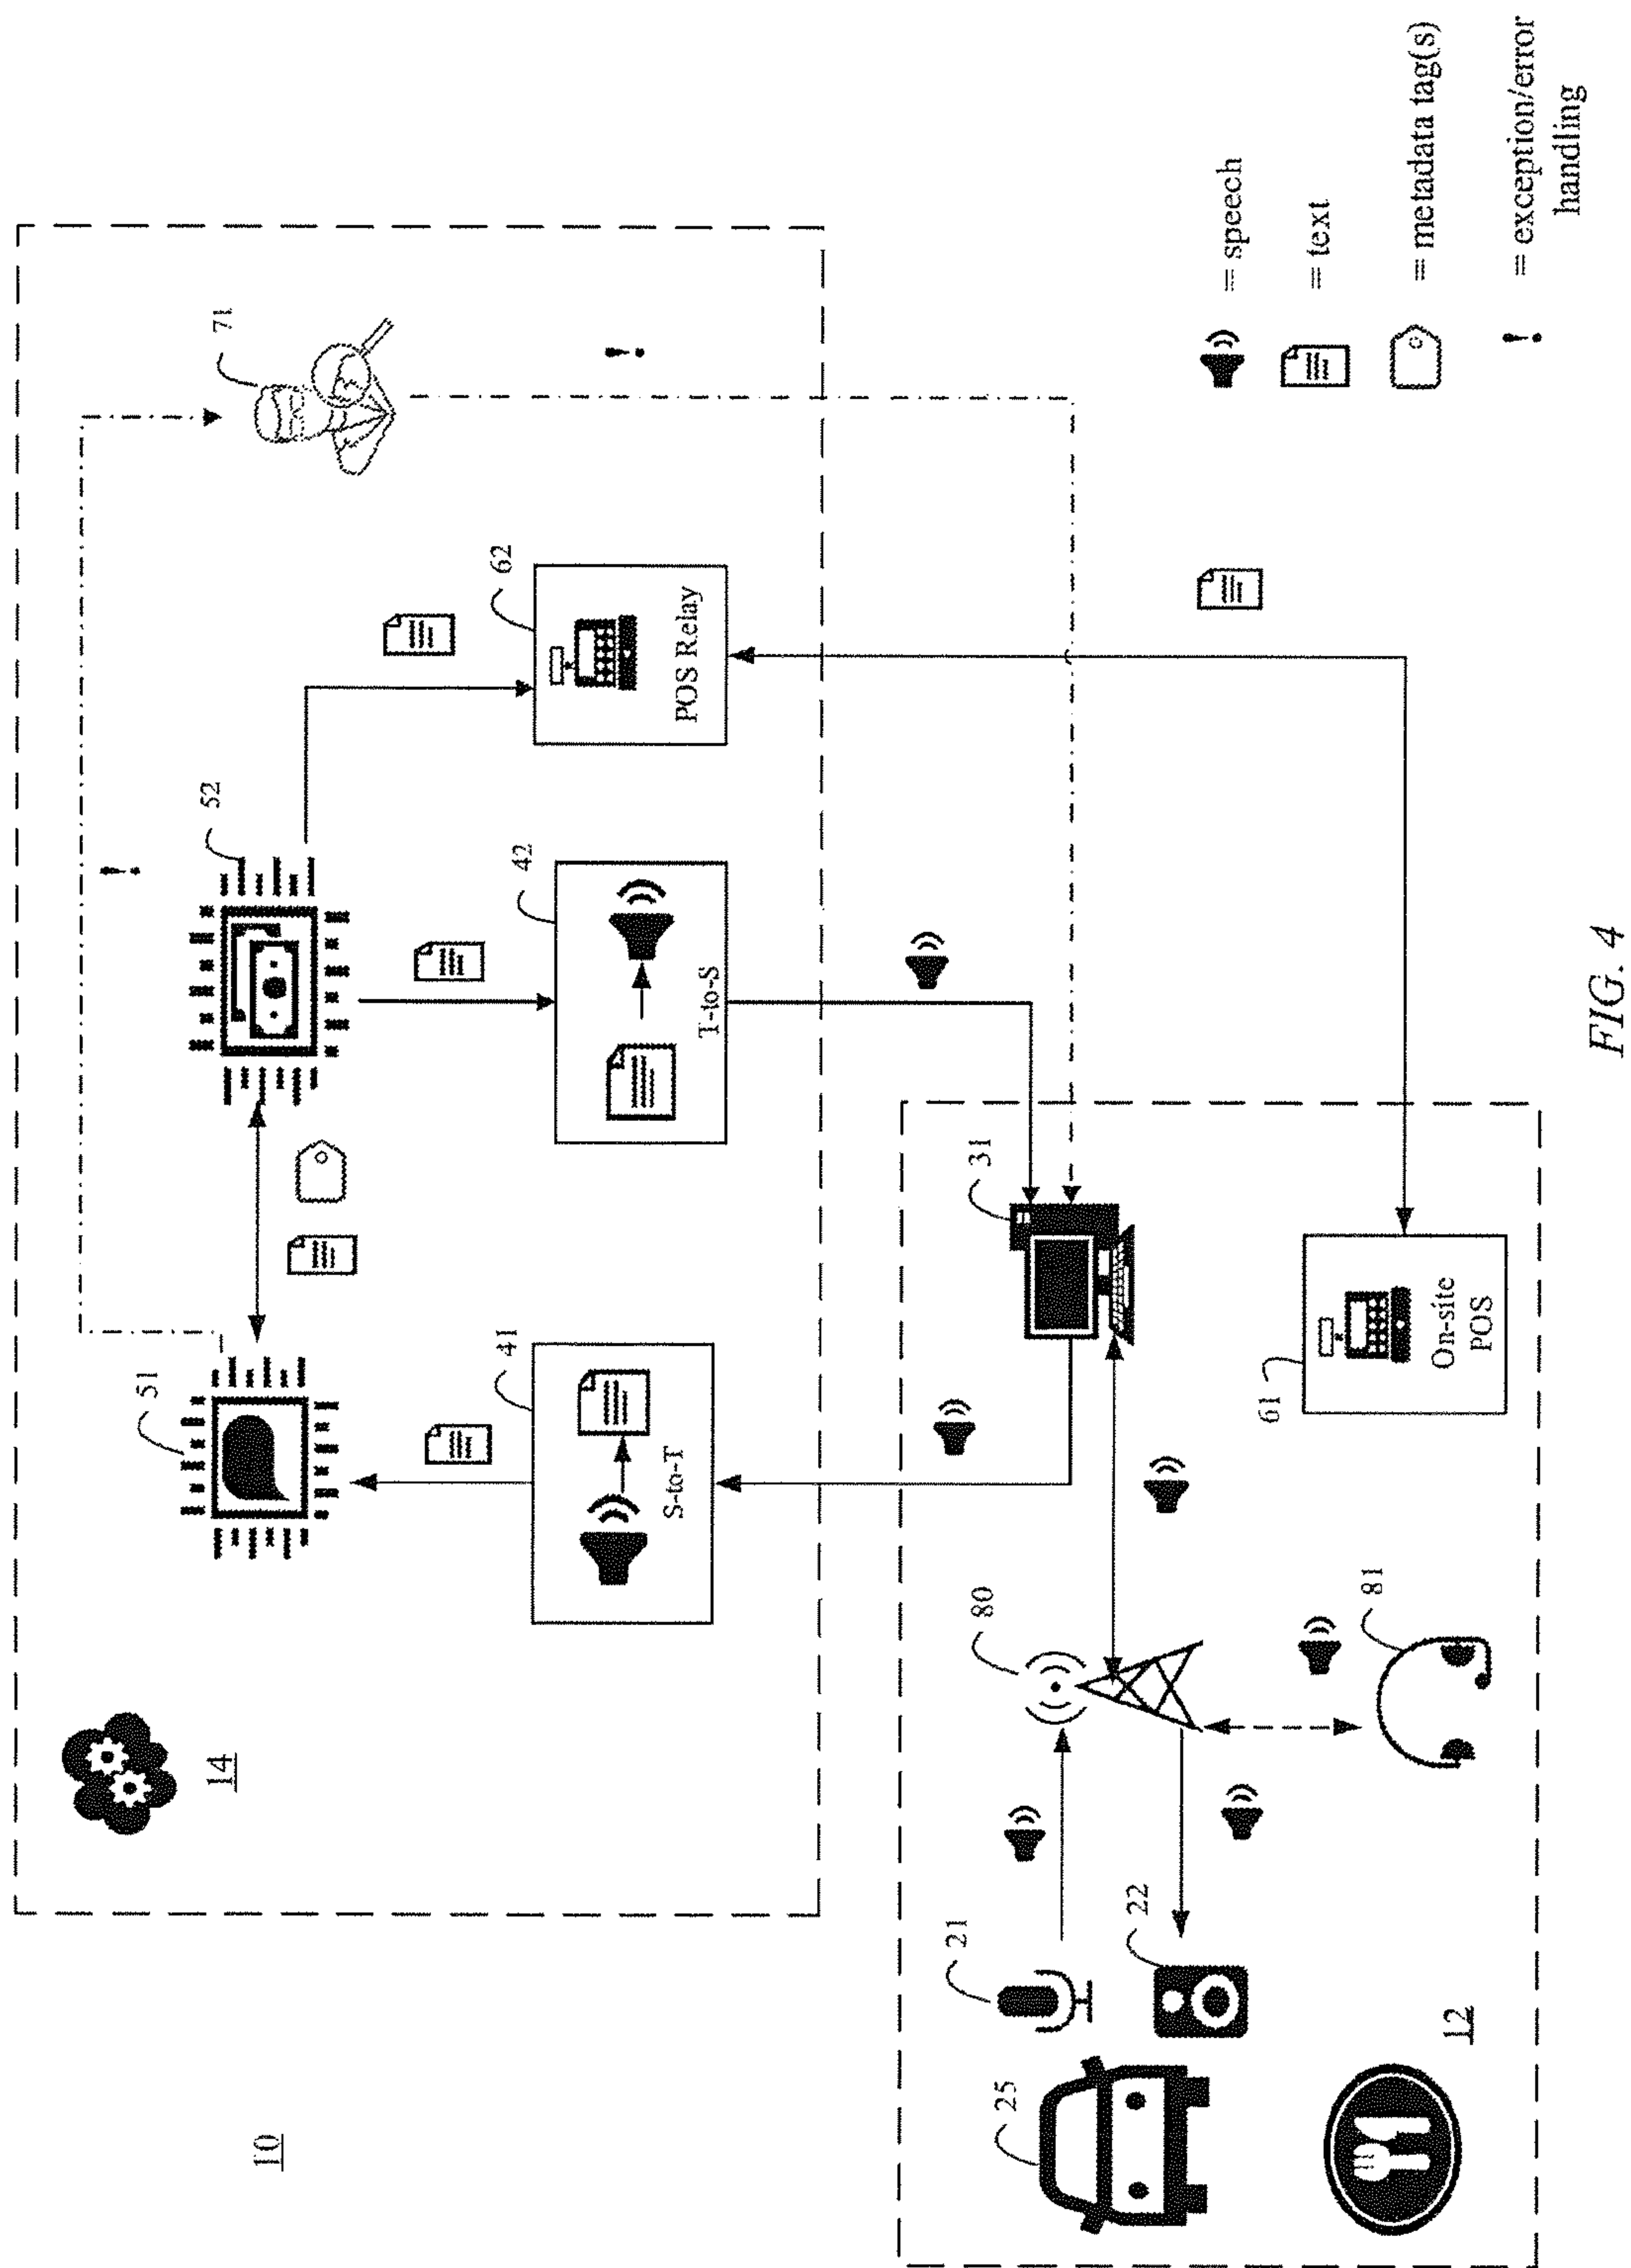 10
14
51
52
71
!
!
41
S-to-T
42
T-to-S
62
POS Relay
80
31
21
22
25
81
61
On-site
POS
12
= speech
= text
= metadata tag(s)
! = exception/error
handling
FIG. 4